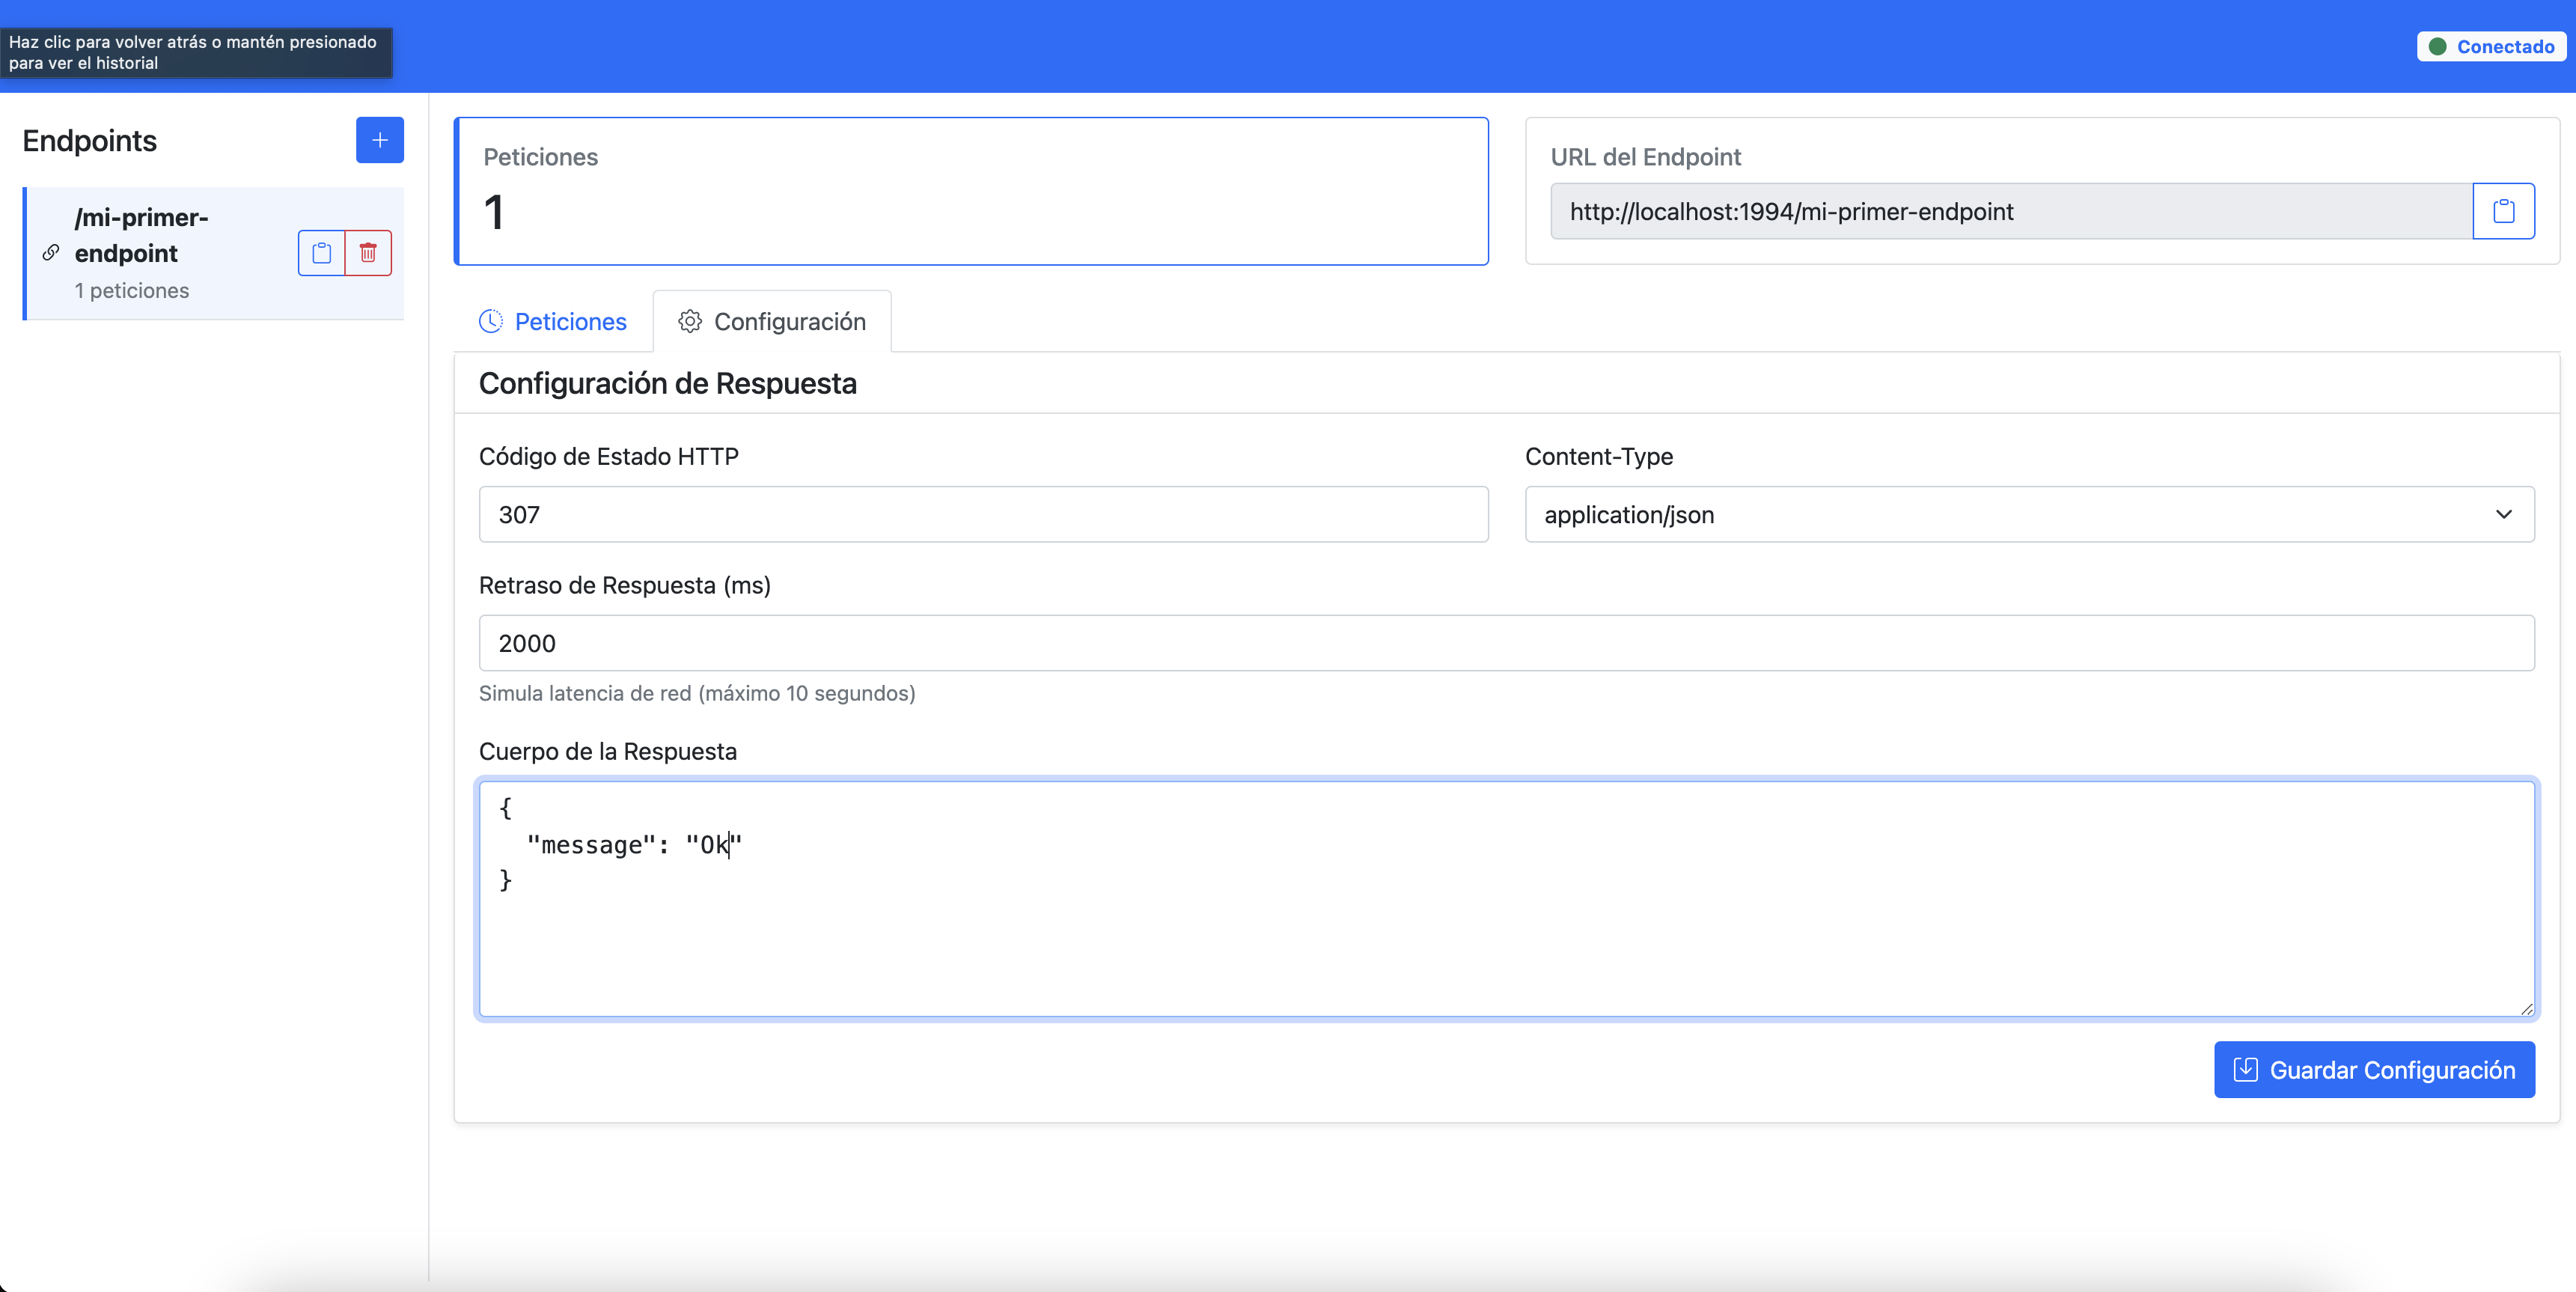 Haz clic para volver atrás o mantén presionado
para ver el historial
Conectado
Endpoints
/mi-primer-
endpoint
1 peticiones
Peticiones
1
URL del Endpoint
http://localhost:1994/mi-primer-endpoint
Peticiones
Configuración
Configuración de Respuesta
Código de Estado HTTP
307
Content-Type
application/json
Retraso de Respuesta (ms)
2000
Simula latencia de red (máximo 10 segundos)
Cuerpo de la Respuesta
{
  "message": "Ok"
}
Guardar Configuración